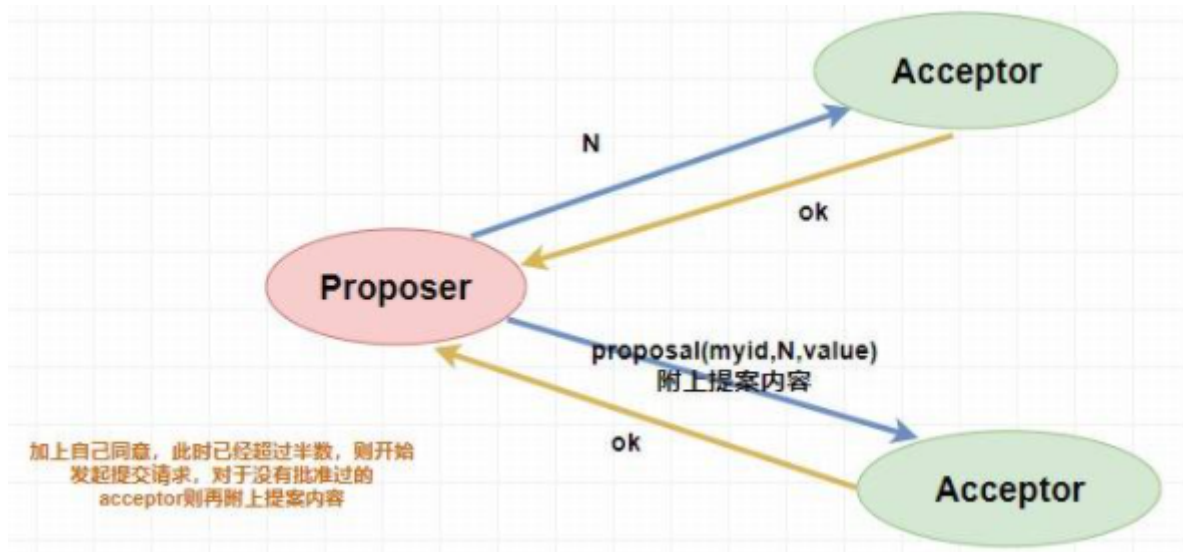 Acceptor
N
ok
Proposer
proposal(myid,N,value)
附上提案内容
ok
加上自己同意，此时已经超过半数，则开始
发起提交请求，对于没有批准过的
acceptor则再附上提案内容
Acceptor